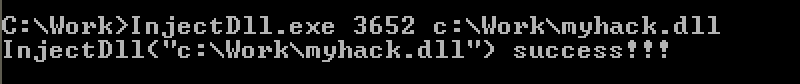 C:\Work>InjectDll.exe 3652 c:\Work\myhack.dll
InjectDll("c:\Work\myhack.dll") success!!!